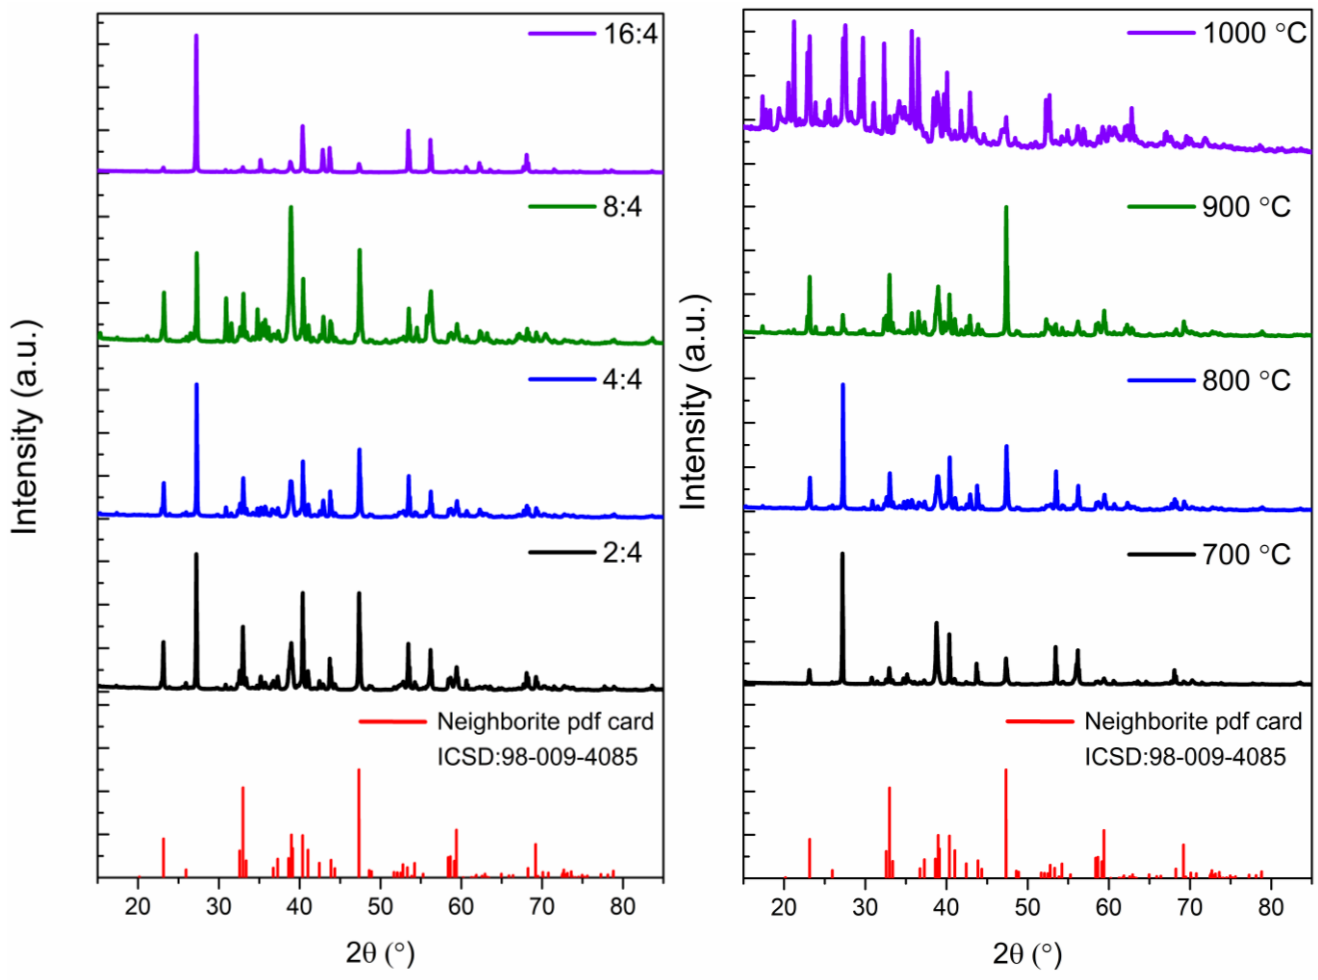 16:4
8:4
4:4
2:4
Neighborite pdf card
ICSD:98-009-4085
Intensity (a.u.)
20 30 40 50 60 70 80
2θ (°)
1000 °C
900 °C
800 °C
700 °C
Neighborite pdf card
ICSD:98-009-4085
Intensity (a.u.)
20 30 40 50 60 70 80
2θ (°)